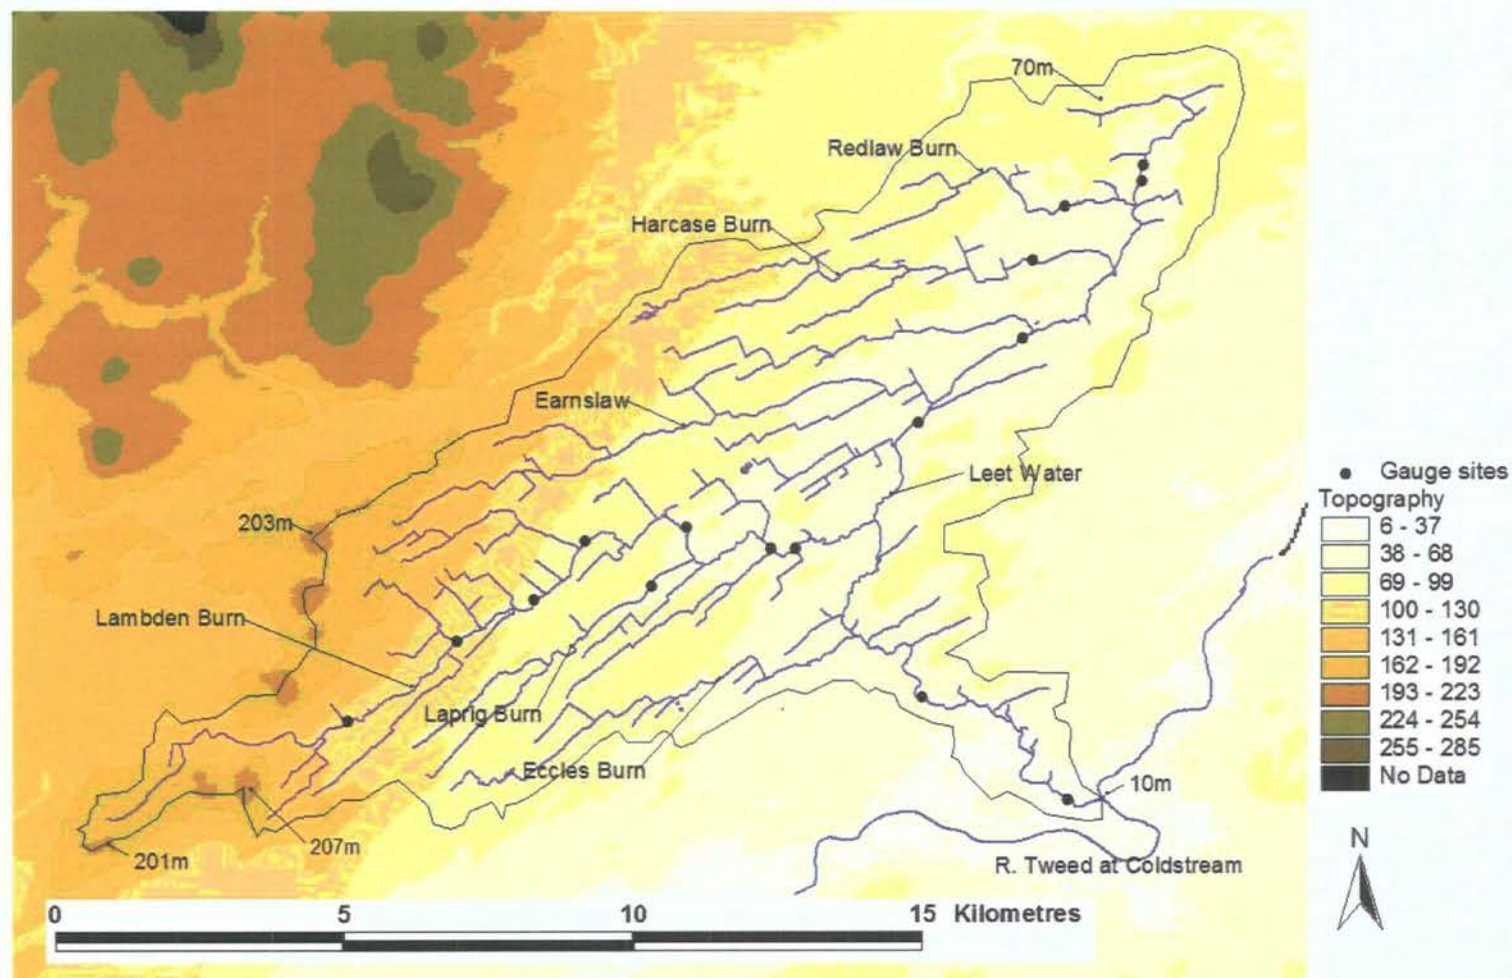 70m
Redlaw Burn
Harcase Burn
Earnslaw
Leet Water
203m
Lambden Burn
Laprig Burn
Eccles Burn
10m
207m
201m
R. Tweed at Coldstream
0 5 10 15 Kilometres
Gauge sites
Topography
6 - 37
38 - 68
69 - 99
100 - 130
131 - 161
162 - 192
193 - 223
224 - 254
255 - 285
No Data
N